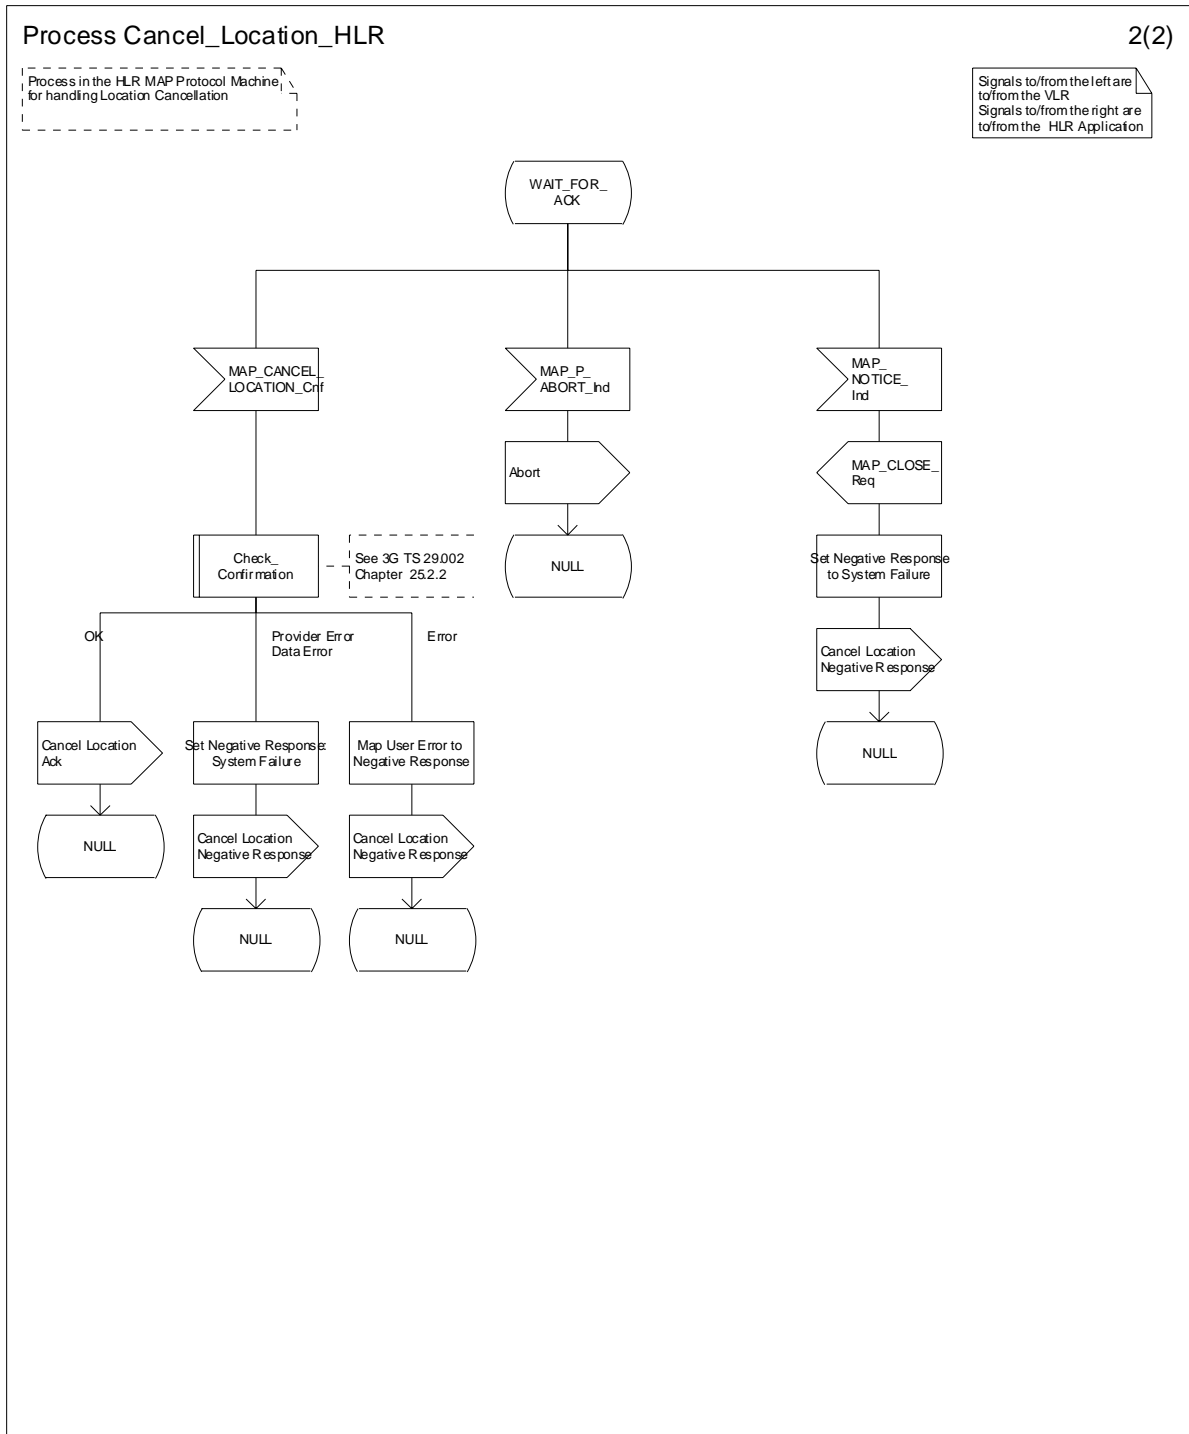 Process Cancel_Location_HLR
2(2)
Process in the HLR MAP Protocol Machine
for handling Location Cancellation
Signals to/from the left are
to/from the VLR
Signals to/from the right are
to/from the HLR Application
WAIT_FOR_
ACK
MAP_CANCEL_
LOCATION_Cnf
MAP_P_
ABORT_Ind
MAP_
NOTICE_
Ind
Abort
MAP_CLOSE_
Req
Check_
Confirmation
See 3G TS 29.002
Chapter 25.2.2
NULL
Set Negative Response
to System Failure
OK
Provider Error
Data Error
Error
Cancel Location
Negative Response
Cancel Location
Ack
Set Negative Response:
System Failure
Map User Error to
Negative Response
NULL
NULL
Cancel Location
Negative Response
Cancel Location
Negative Response
NULL
NULL